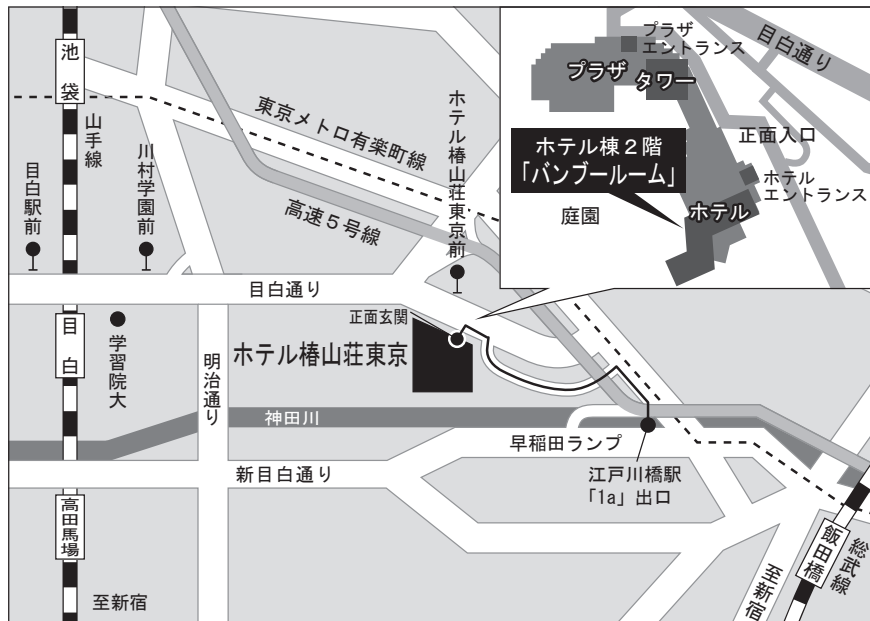 池袋
山手線
目白駅前
川村学園前
東京メトロ有楽町線
高速5号線
ホテル椿山荘東京前
目白通り
目白
学習院大
明治通り
正面玄関
ホテル椿山荘東京
神田川
早稲田ランプ
新目白通り
江戸川橋駅
「1a」出口
高田馬場
至新宿
至新宿
飯田橋
総武線
プラザ
エントランス
目白通り
プラザ
タワー
正面入口
ホテル棟2階
「バンブールーム」
ホテル
エントランス
ホテル
庭園